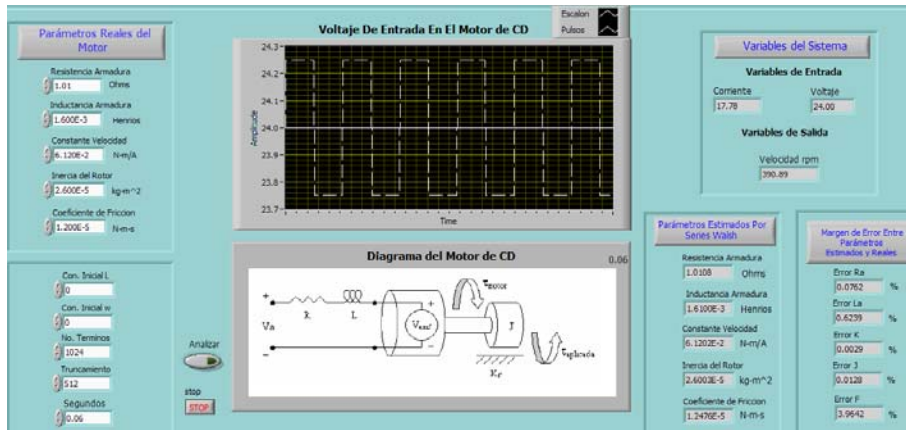 Parámetros Reales del
Motor
Resistencia Armadura
1.01 Ohms
Inductancia Armadura
1.600E-3 Henrios
Constante Velocidad
6.120E-2 N-m/A
Inercia del Rotor
2.600E-5 kg-m^2
Coeficiente de Friccion
1.200E-5 N-m-s
Con. Inicial L
0
Con. Inicial w
0
No. Terminos
1024
Truncamiento
512
Segundos
0.06
Analizar
stop
STOP
Voltaje De Entrada En El Motor de CD
Escalon
Pulsos
Amplitude
24.3
24.2
24.1
24.0
23.9
23.8
23.7
Time
Diagrama del Motor de CD
0.06
Va
R
L
Vemf
τmotor
J
Kf
τaplicada
Variables del Sistema
Variables de Entrada
Corriente Voltaje
17.78 24.00
Variables de Salida
Velocidad rpm
390.89
Parámetros Estimados Por
Series Walsh
Resistencia Armadura
1.0108 Ohms
Inductancia Armadura
1.6100E-3 Henrios
Constante Velocidad
6.1202E-2 N-m/A
Inercia del Rotor
2.6003E-5 kg-m^2
Coeficiente de Friccion
1.2476E-5 N-m-s
Margen de Error Entre
Parámetros
Estimados y Reales
Error Ra
0.0762 %
Error La
0.6239 %
Error K
0.0029 %
Error J
0.0128 %
Error F
3.9642 %